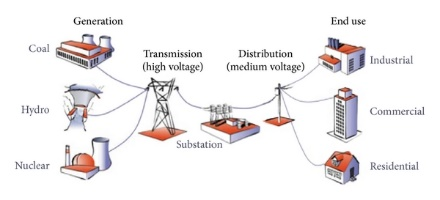 Generation
Coal
Hydro
Nuclear
Transmission
(high voltage)
Substation
Distribution
(medium voltage)
End use
Industrial
Commercial
Residential